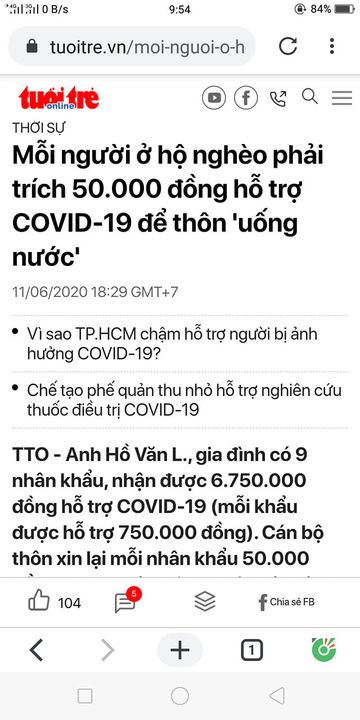 0 B/s
9:54
84%
tuoitre.vn/moi-nguoi-o-h
tuổi trẻ
online
THỜI SỰ
Mỗi người ở hộ nghèo phải
trích 50.000 đồng hỗ trợ
COVID-19 để thôn 'uống
nước'
11/06/2020 18:29 GMT+7
Vì sao TP.HCM chậm hỗ trợ người bị ảnh
hưởng COVID-19?
Chế tạo phế quản thu nhỏ hỗ trợ nghiên cứu
thuốc điều trị COVID-19
TTO - Anh Hồ Văn L., gia đình có 9
nhân khẩu, nhận được 6.750.000
đồng hỗ trợ COVID-19 (mỗi khẩu
được hỗ trợ 750.000 đồng). Cán bộ
thôn xin lại mỗi nhân khẩu 50.000
104
5
Chia sẻ FB
1